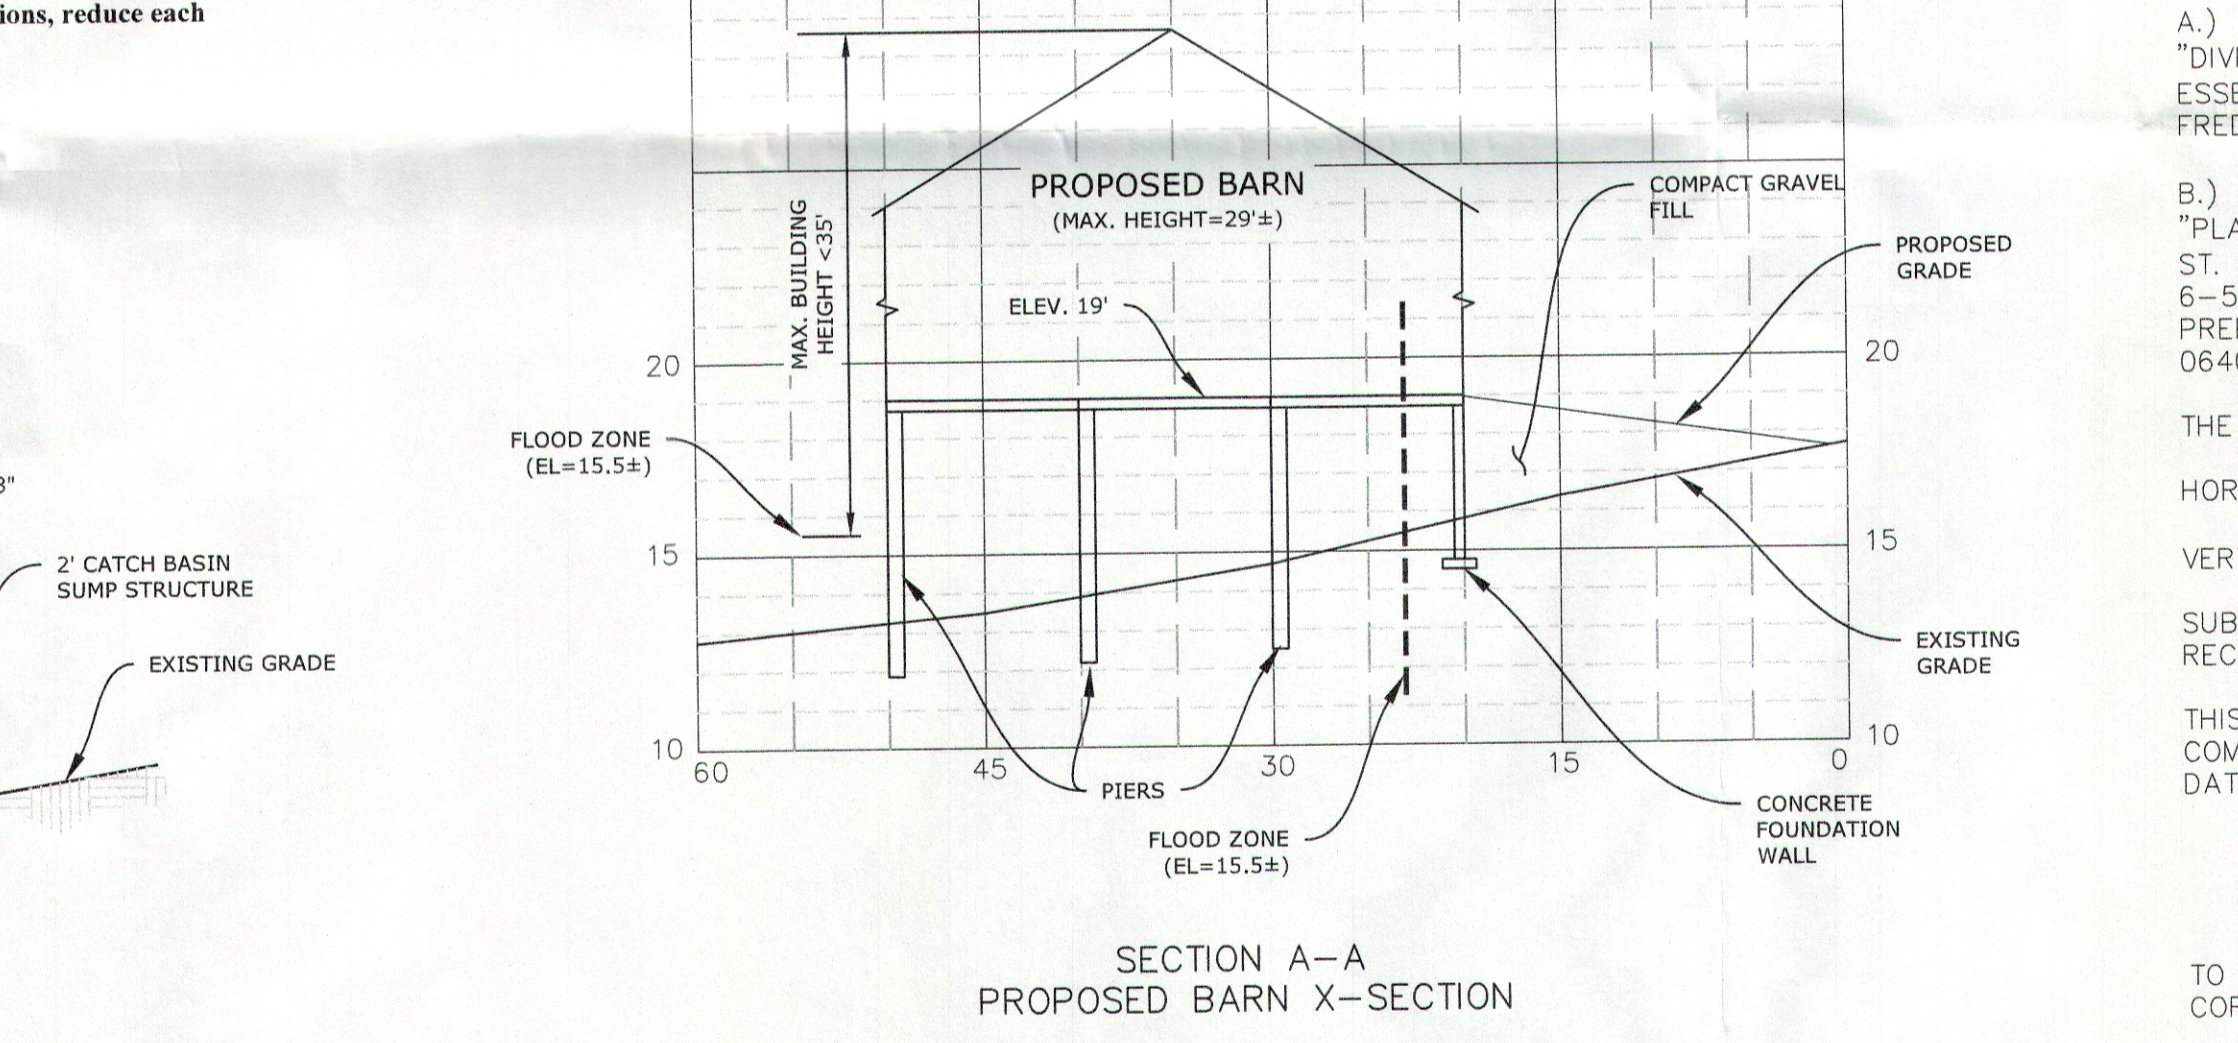 ions, reduce each
3"
2' CATCH BASIN
SUMP STRUCTURE
EXISTING GRADE
MAX. BUILDING
HEIGHT <35'
PROPOSED BARN
(MAX. HEIGHT=29'±)
ELEV. 19'
COMPACT GRAVEL
FILL
PROPOSED
GRADE
20
20
FLOOD ZONE
(EL=15.5±)
15
15
EXISTING
GRADE
10
10
60
45
30
15
0
PIERS
FLOOD ZONE
(EL=15.5±)
CONCRETE
FOUNDATION
WALL
SECTION A-A
PROPOSED BARN X-SECTION
A.)
"DIVI
ESSE
FRED
B.)
"PLA
ST.
6-5
PREP
0640
THE
HOR
VER
SUB
REC
THIS
COM
DAT
TO
COR